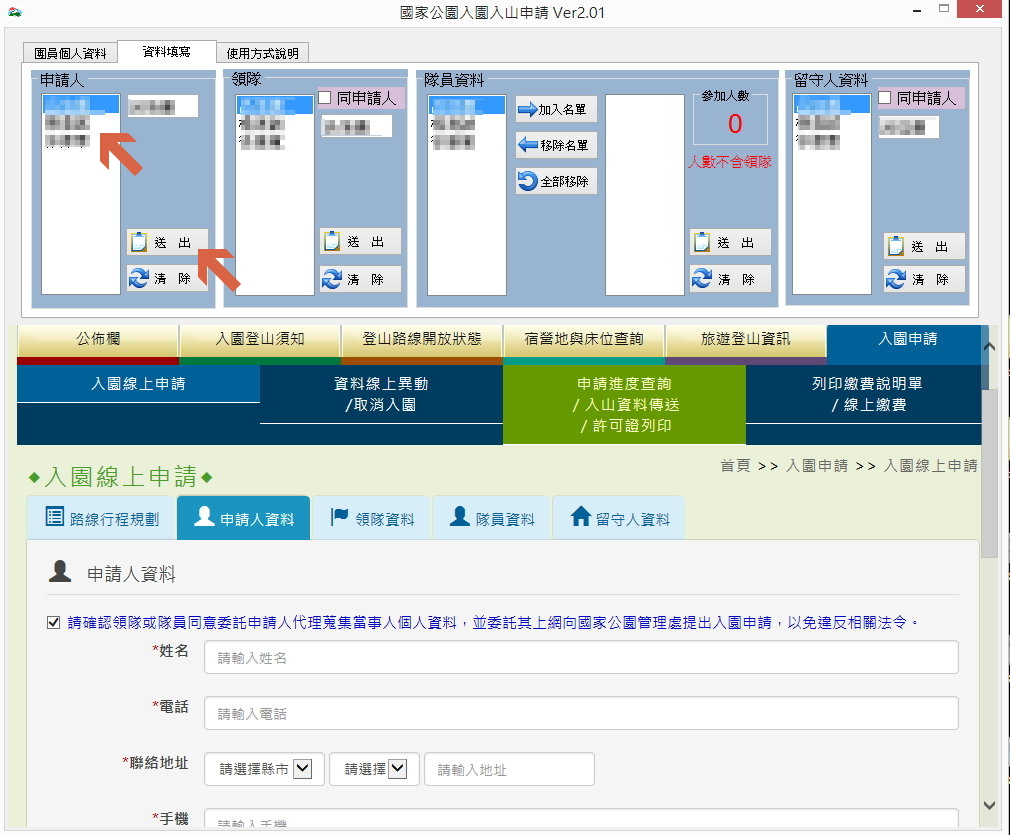 國家公園入園入山申請 Ver2.01
團員個人資料 資料填寫 使用方式說明
申請人
送 出
清 除
領隊
同申請人
送 出
清 除
隊員資料
加入名單
移除名單
全部移除
參加人數
0
人數不含領隊
送 出
清 除
留守人資料
同申請人
送 出
清 除
公佈欄 入園登山須知 登山路線開放狀態 宿營地與床位查詢 旅遊登山資訊 入園申請
入園線上申請
資料線上異動
/取消入園
申請進度查詢
/ 入山資料傳送
/ 許可證列印
列印繳費說明單
/ 線上繳費
首頁 >> 入園申請 >> 入園線上申請
◆入園線上申請◆
路線行程規劃 申請人資料 領隊資料 隊員資料 留守人資料
申請人資料
請確認領隊或隊員同意委託申請人代理蒐集當事人個人資料，並委託其上網向國家公園管理處提出入園申請，以免違反相關法令。
*姓名 請輸入姓名
*電話 請輸入電話
*聯絡地址 請選擇縣市 請選擇 請輸入地址
*手機 請輸入手機